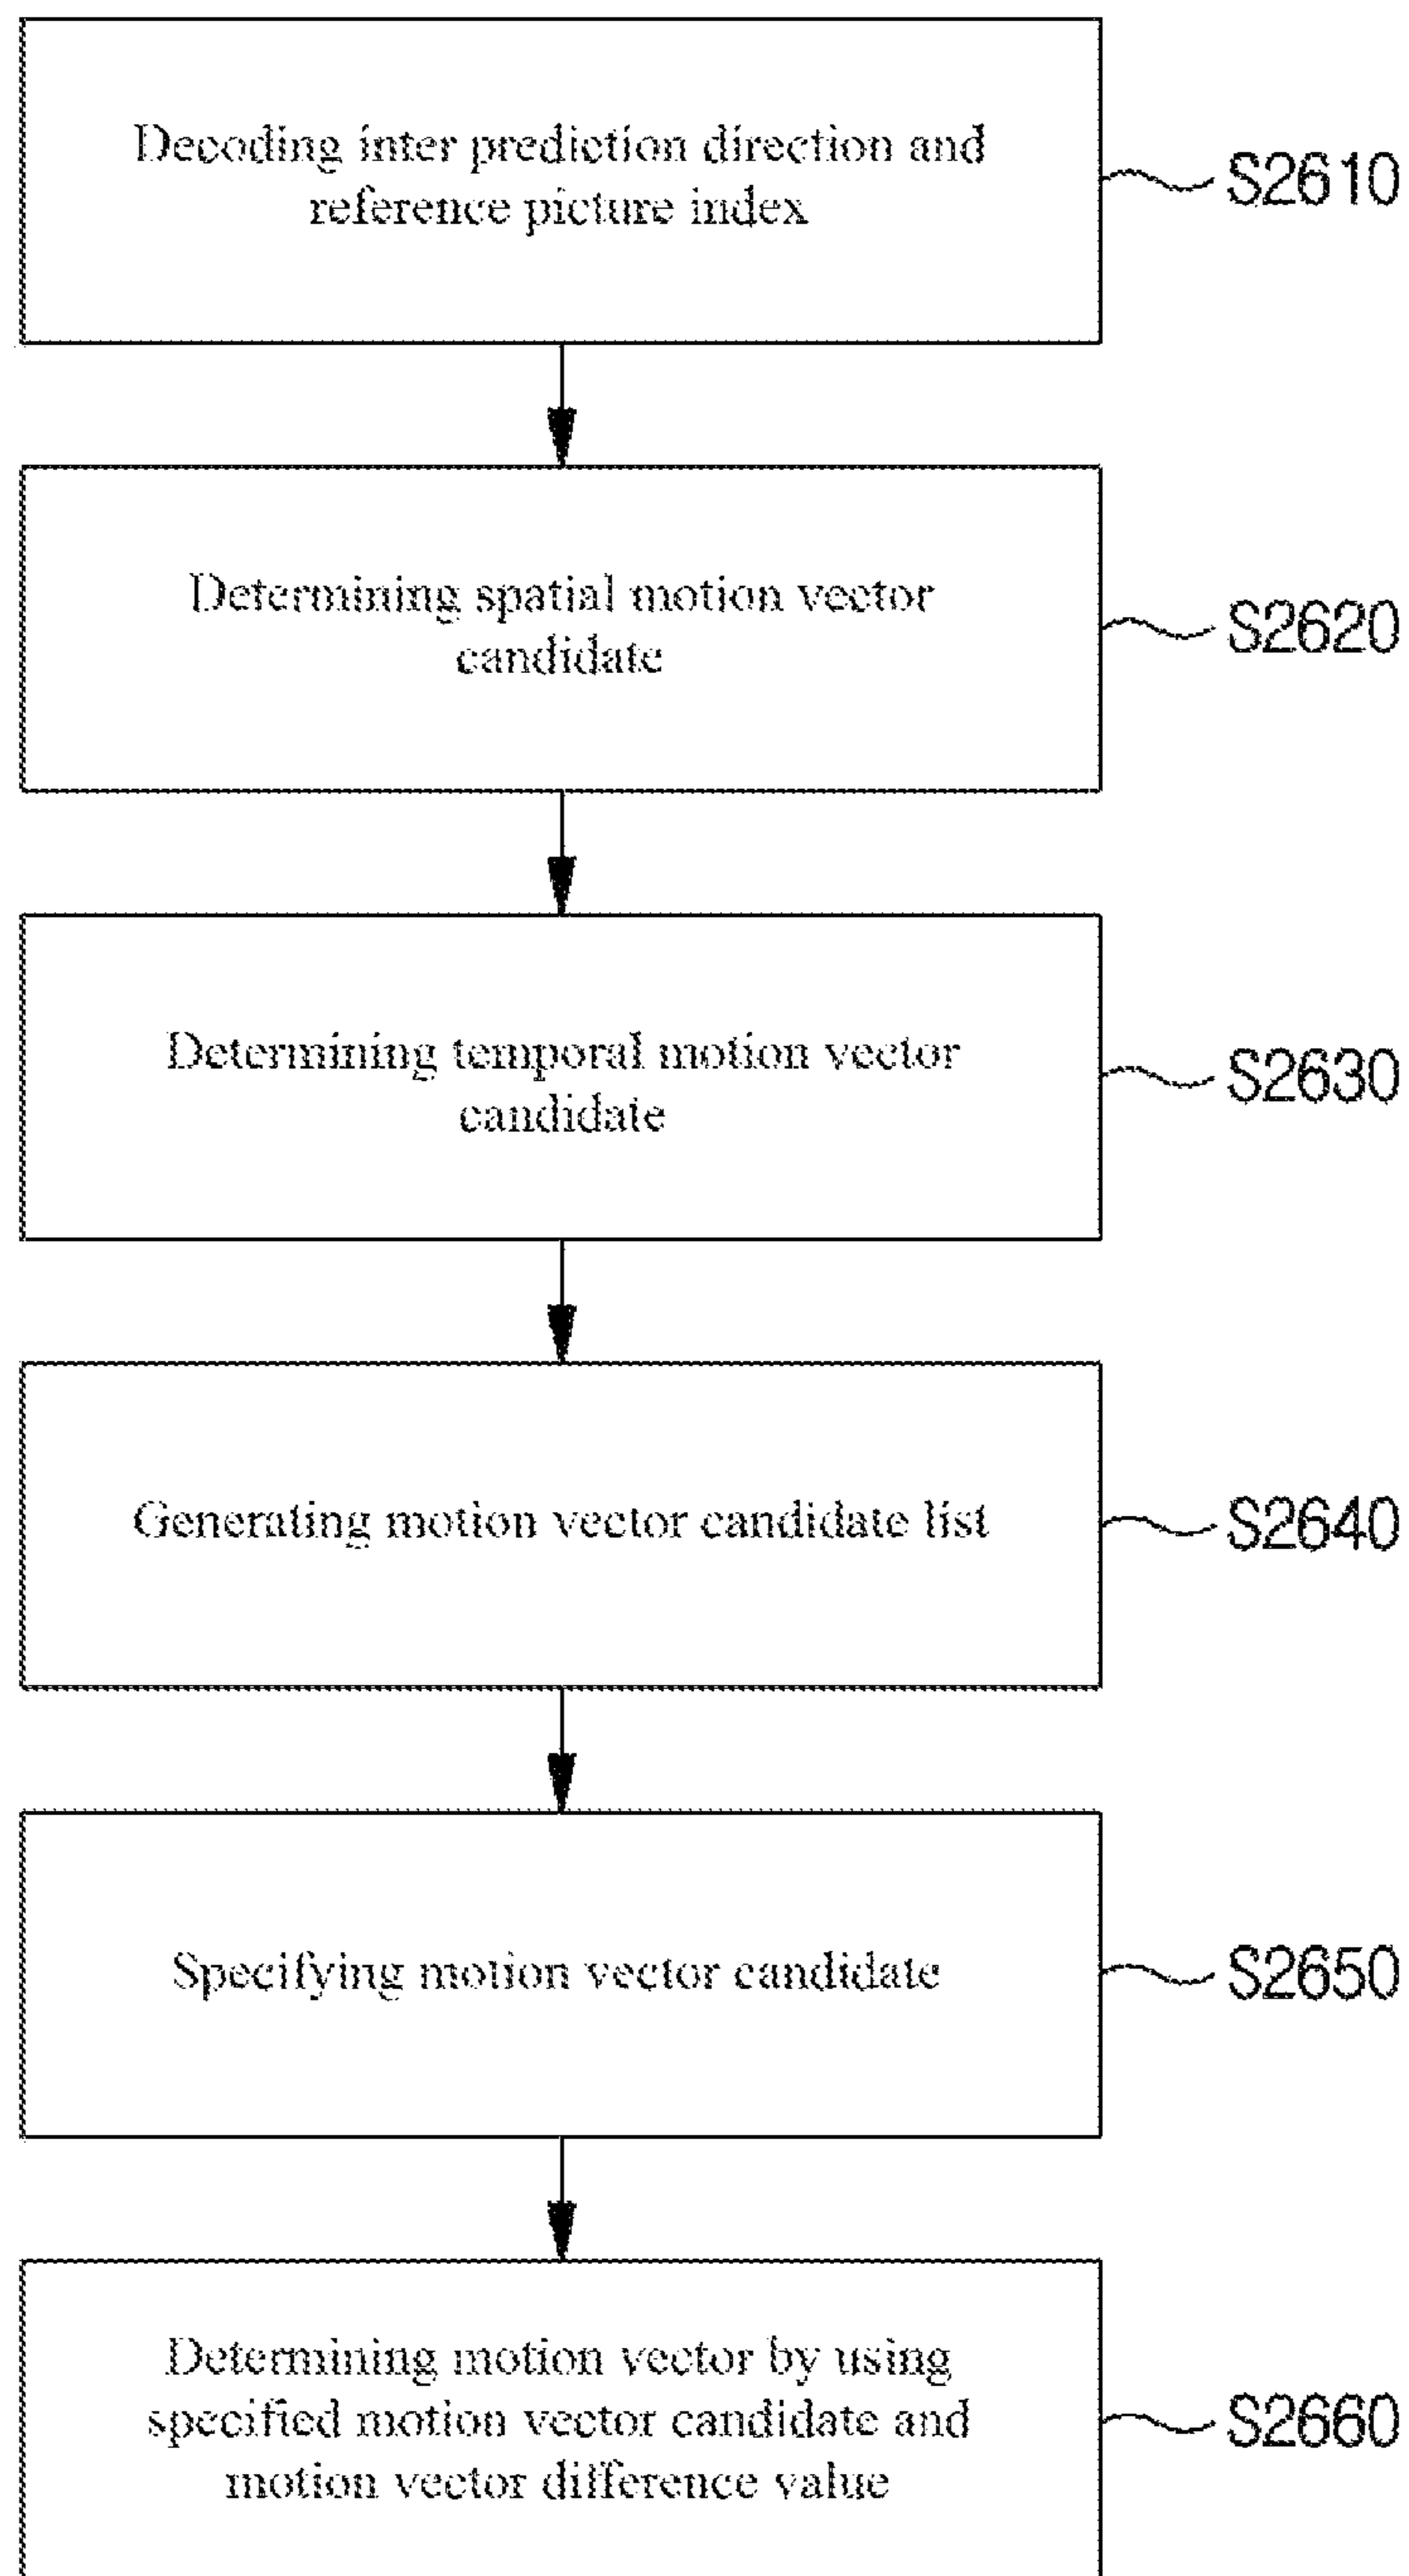 Decoding inter prediction direction and
reference picture index
S2610
Determining spatial motion vector
candidate
S2620
Determining temporal motion vector
candidate
S2630
Generating motion vector candidate list
S2640
Specifying motion vector candidate
S2650
Determining motion vector by using
specified motion vector candidate and
motion vector difference value
S2660